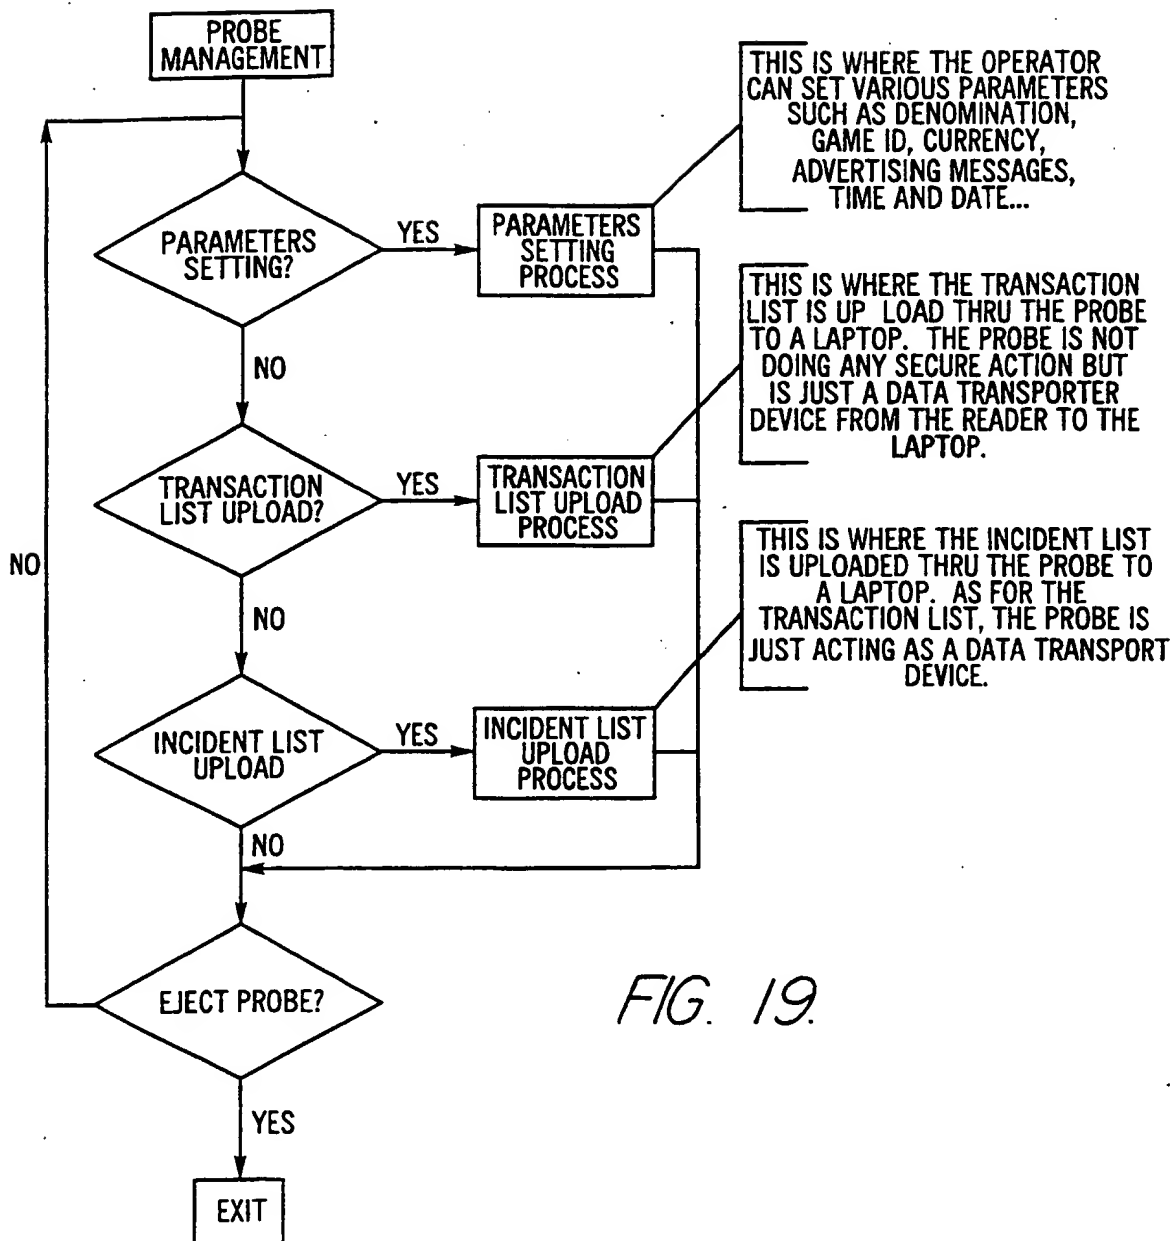 PROBE
MANAGEMENT
THIS IS WHERE THE OPERATOR
CAN SET VARIOUS PARAMETERS
SUCH AS DENOMINATION,
GAME ID, CURRENCY,
ADVERTISING MESSAGES,
TIME AND DATE...
PARAMETERS
SETTING?
YES
PARAMETERS
SETTING
PROCESS
NO
THIS IS WHERE THE TRANSACTION
LIST IS UP LOAD THRU THE PROBE
TO A LAPTOP. THE PROBE IS NOT
DOING ANY SECURE ACTION BUT
IS JUST A DATA TRANSPORTER
DEVICE FROM THE READER TO THE
LAPTOP.
TRANSACTION
LIST UPLOAD?
YES
TRANSACTION
LIST UPLOAD
PROCESS
NO
NO
THIS IS WHERE THE INCIDENT LIST
IS UPLOADED THRU THE PROBE TO
A LAPTOP. AS FOR THE
TRANSACTION LIST, THE PROBE IS
JUST ACTING AS A DATA TRANSPORT
DEVICE.
INCIDENT LIST
UPLOAD
YES
INCIDENT LIST
UPLOAD
PROCESS
NO
EJECT PROBE?
YES
EXIT
FIG. 19.